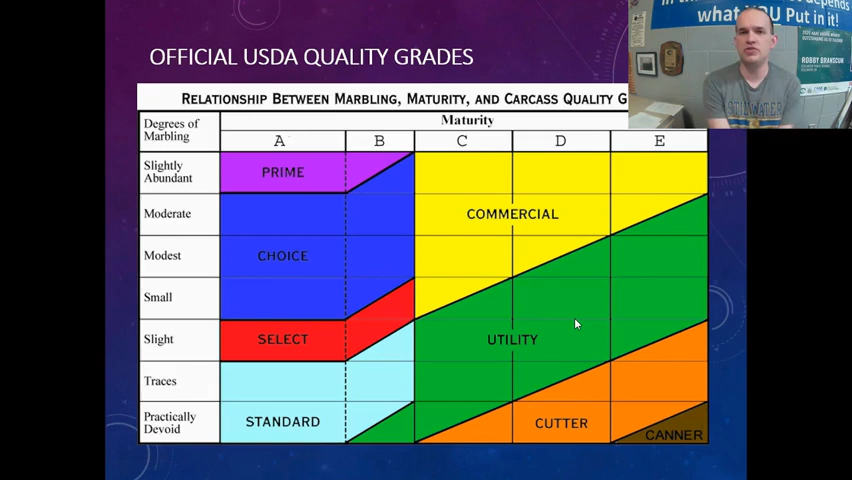 what YOU Put in it!
OFFICIAL USDA QUALITY GRADES
ROBBY BRANSCUM
STILLWATER
RELATIONSHIP BETWEEN MARBLING, MATURITY, AND CARCASS QUALITY G
Degrees of
Marbling
Maturity
A B C D E
Slightly
Abundant
PRIME
Moderate
COMMERCIAL
Modest
CHOICE
Small
Slight
SELECT
UTILITY
Traces
Practically
Devoid
STANDARD
CUTTER
CANNER